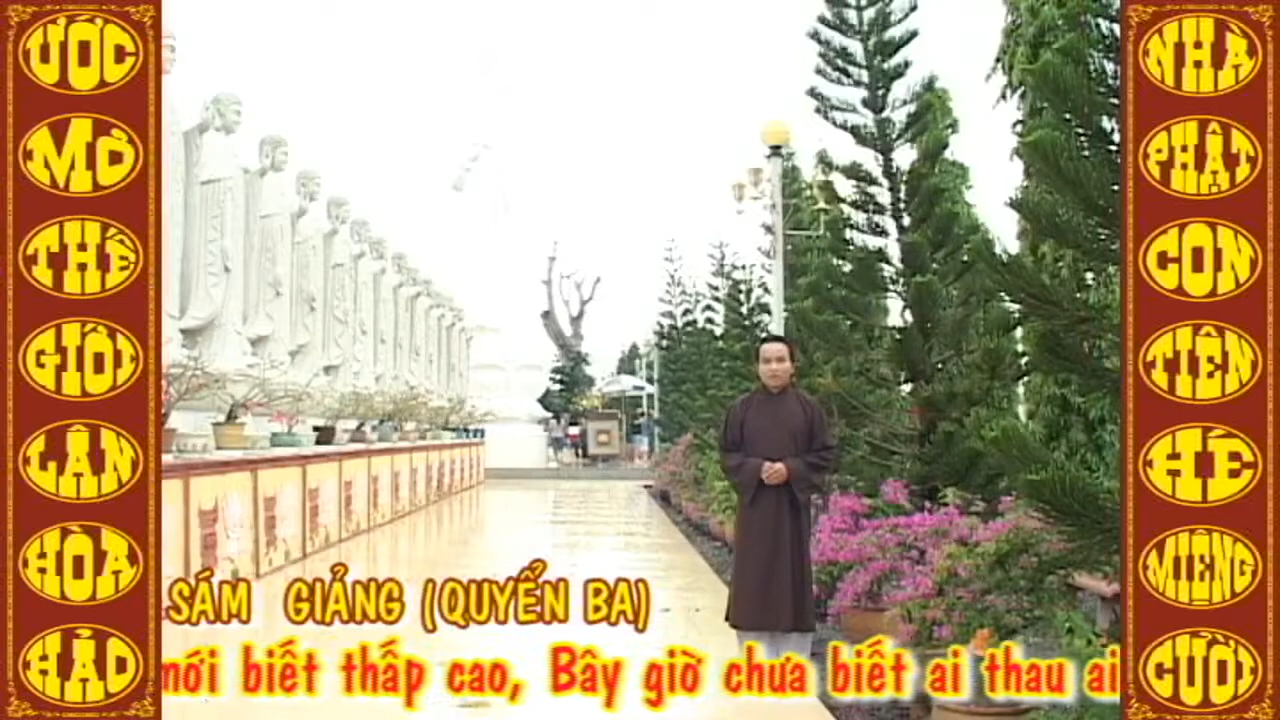 ƯỚC
MƠ
THẾ
GIỚI
LÂN
HÒA
HẢO
NHÀ
PHẬT
CON
TIÊN
HÉ
MIỆNG
CƯỜI
SÁM GIẢNG (QUYỂN BA)
mới biết thấp cao, Bây giờ chưa biết ai thau ai